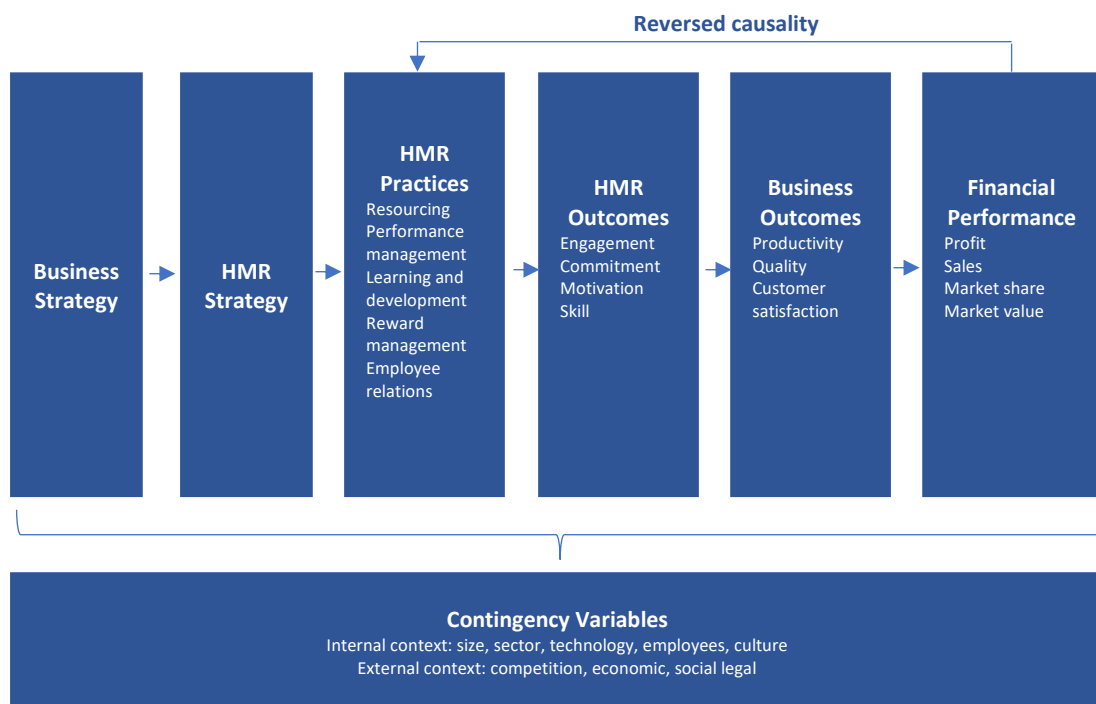 Reversed causality
Business
Strategy
HMR
Strategy
HMR
Practices
Resourcing
Performance
management
Learning and
development
Reward
management
Employee
relations
HMR
Outcomes
Engagement
Commitment
Motivation
Skill
Business
Outcomes
Productivity
Quality
Customer
satisfaction
Financial
Performance
Profit
Sales
Market share
Market value
Contingency Variables
Internal context: size, sector, technology, employees, culture
External context: competition, economic, social legal